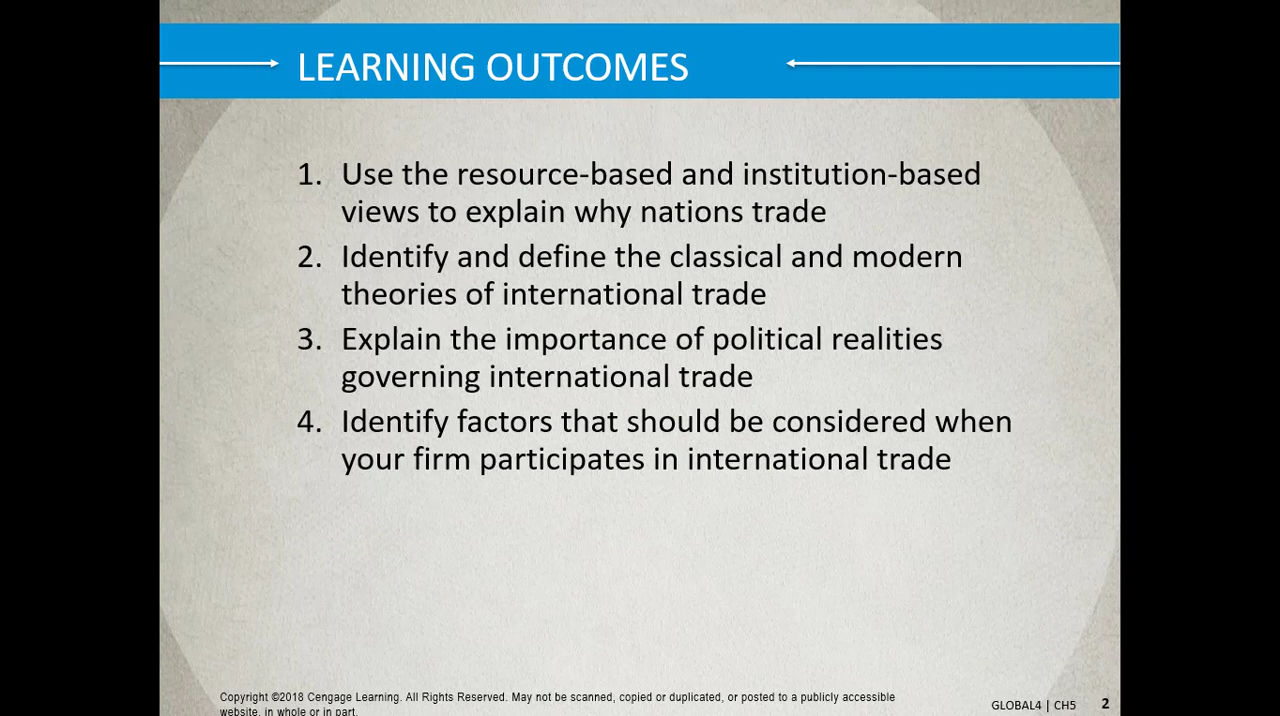 LEARNING OUTCOMES
1. Use the resource-based and institution-based
views to explain why nations trade
2. Identify and define the classical and modern
theories of international trade
3. Explain the importance of political realities
governing international trade
4. Identify factors that should be considered when
your firm participates in international trade
Copyright ©2018 Cengage Learning. All Rights Reserved. May not be scanned, copied or duplicated, or posted to a publicly accessible
website, in whole or in part.
GLOBAL4 | CH5 2